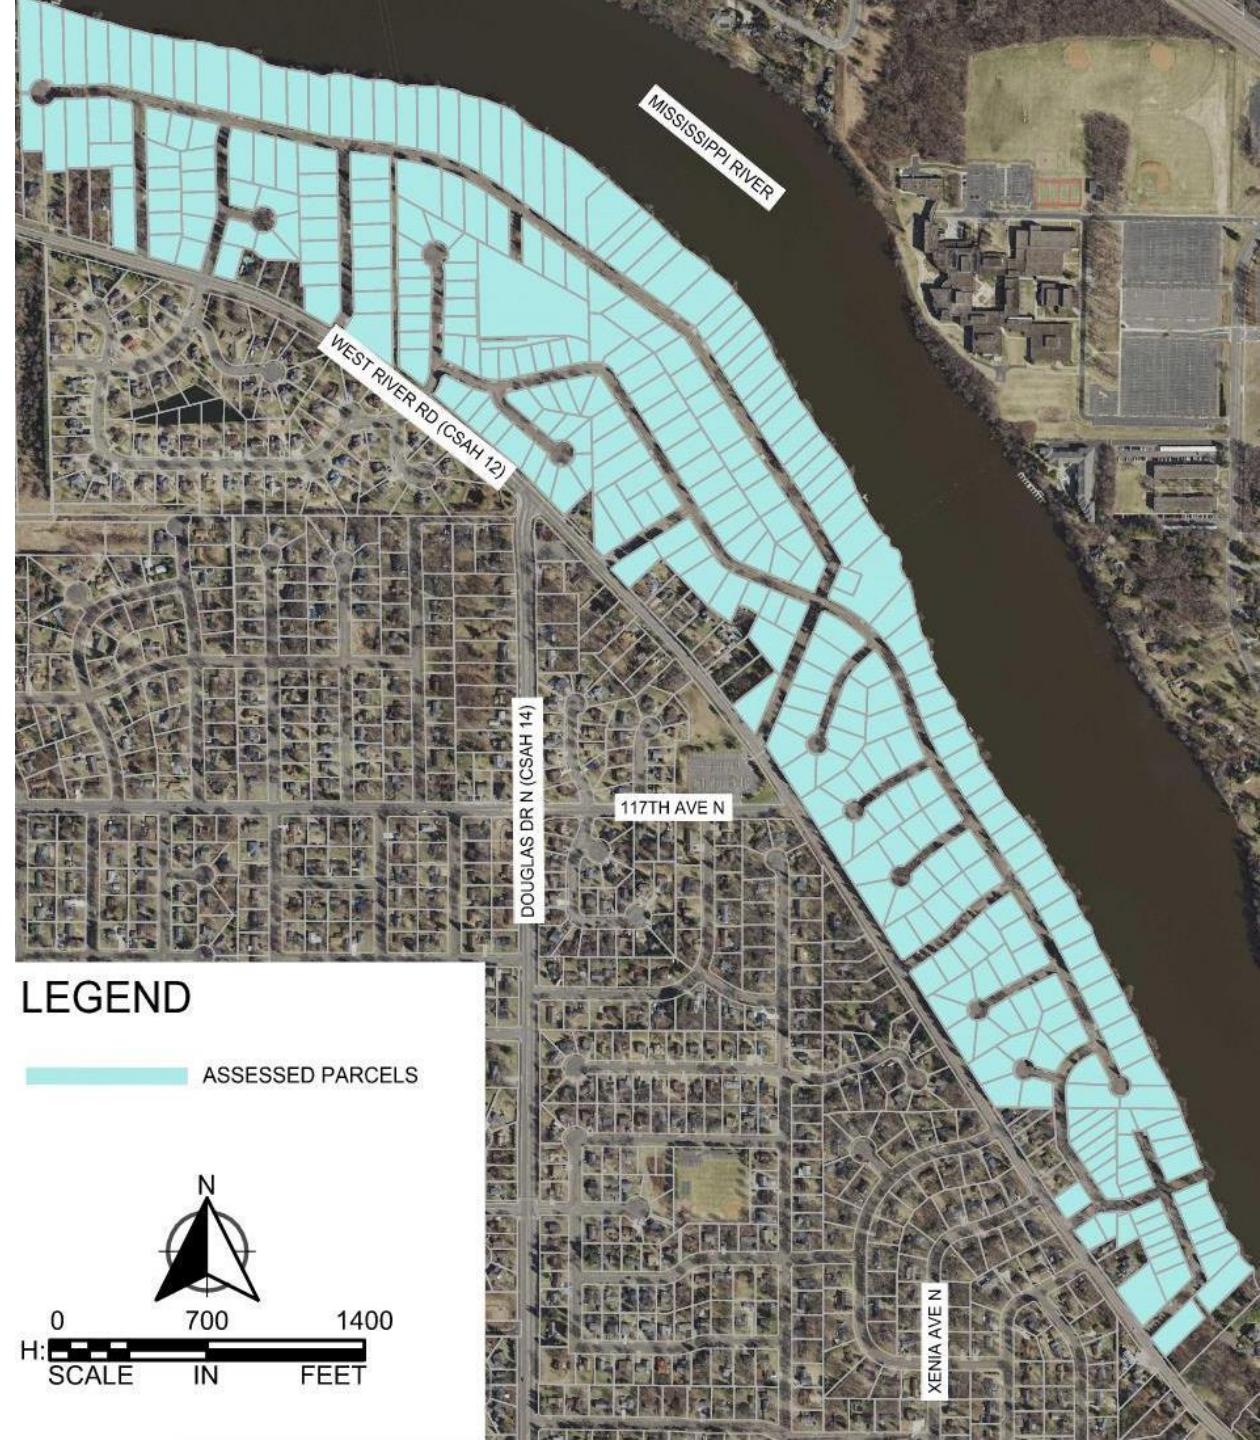 MISSISSIPPI RIVER
WEST RIVER RD (CSAH 12)
DOUGLAS DR N (CSAH 14)
117TH AVE N
XENIA AVE N
LEGEND
ASSESSED PARCELS
N
0 700 1400
H:
SCALE IN FEET